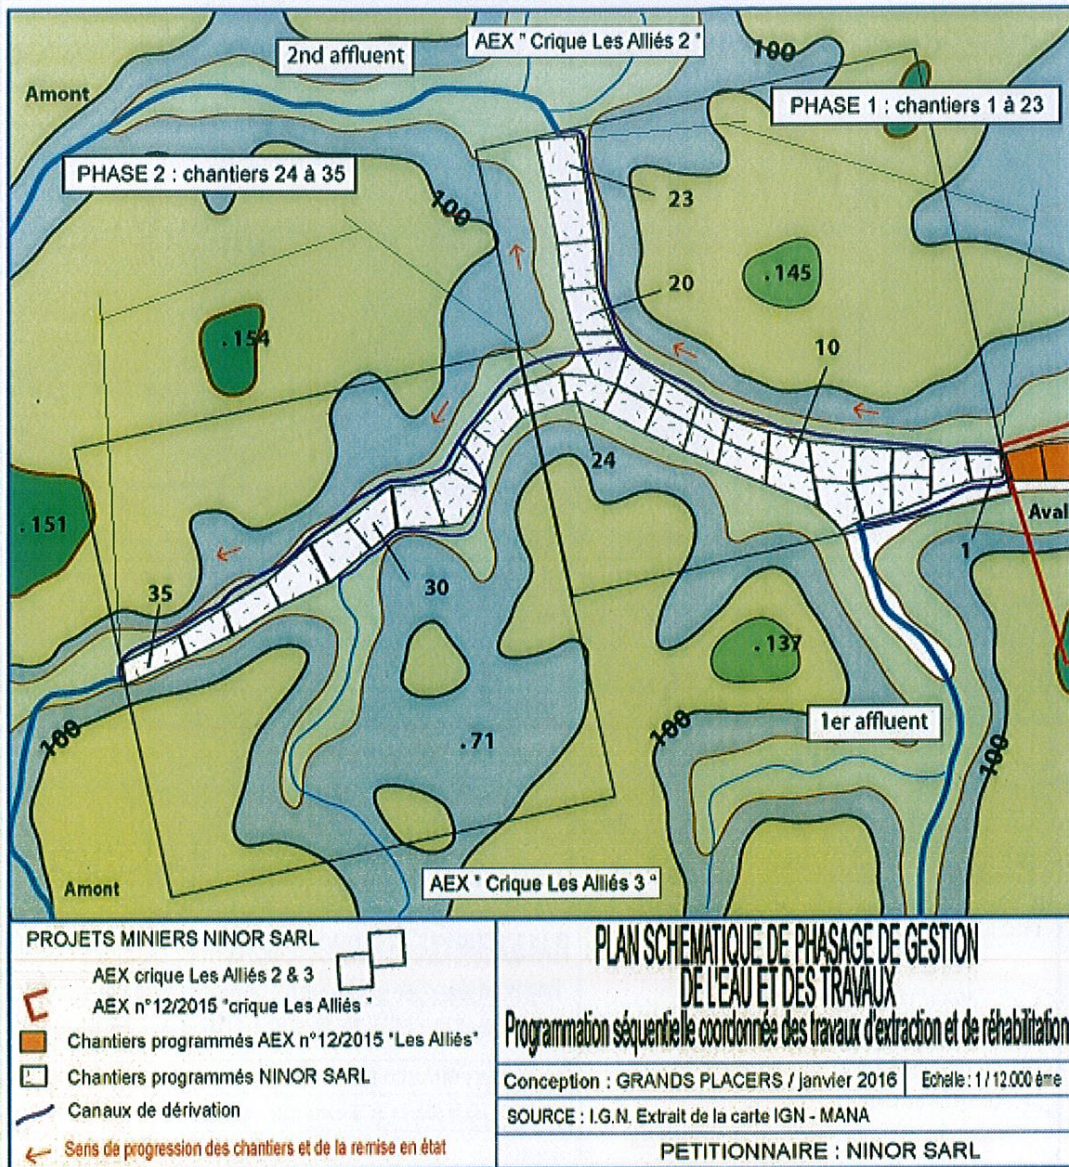 AEX " Crique Les Alliés 2 "
2nd affluent
100
Amont
PHASE 1 : chantiers 1 à 23
PHASE 2 : chantiers 24 à 35
100
23
.145
20
.154
10
24
.151
Aval
1
35
30
.137
100
.71
1er affluent
100
100
Amont
AEX " Crique Les Alliés 3 "
PROJETS MINIERS NINOR SARL
AEX crique Les Alliés 2 & 3
AEX n°12/2015 "crique Les Alliés "
Chantiers programmés AEX n°12/2015 "Les Alliés"
Chantiers programmés NINOR SARL
Canaux de dérivation
Sens de progression des chantiers et de la remise en état
PLAN SCHEMATIQUE DE PHASAGE DE GESTION
DE L'EAU ET DES TRAVAUX
Programmation séquentielle coordonnée des travaux d'extraction et de réhabilitation
Conception : GRANDS PLACERS / janvier 2016
Echelle : 1 / 12.000 ème
SOURCE : I.G.N. Extrait de la carte IGN - MANA
PETITIONNAIRE : NINOR SARL